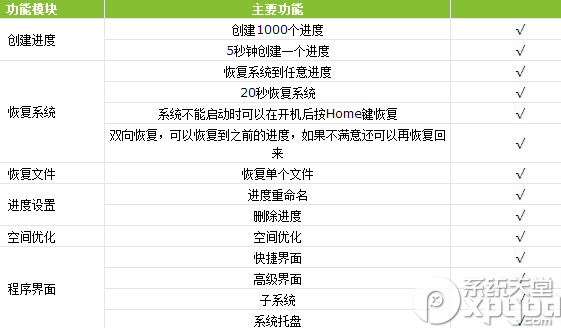 功能模块 主要功能
创建进度 创建1000个进度 √
5秒钟创建一个进度 √
恢复系统 恢复系统到任意进度 √
20秒恢复系统 √
系统不能启动时可以在开机后按Home键恢复 √
双向恢复，可以恢复到之前的进度，如果不满意还可以再恢复回
来 √
恢复文件 恢复单个文件 √
进度设置 进度重命名 √
删除进度 √
空间优化 空间优化 √
程序界面 快捷界面 √
高级界面 √
子系统 √
系统托盘 √
系统天堂
xpgod